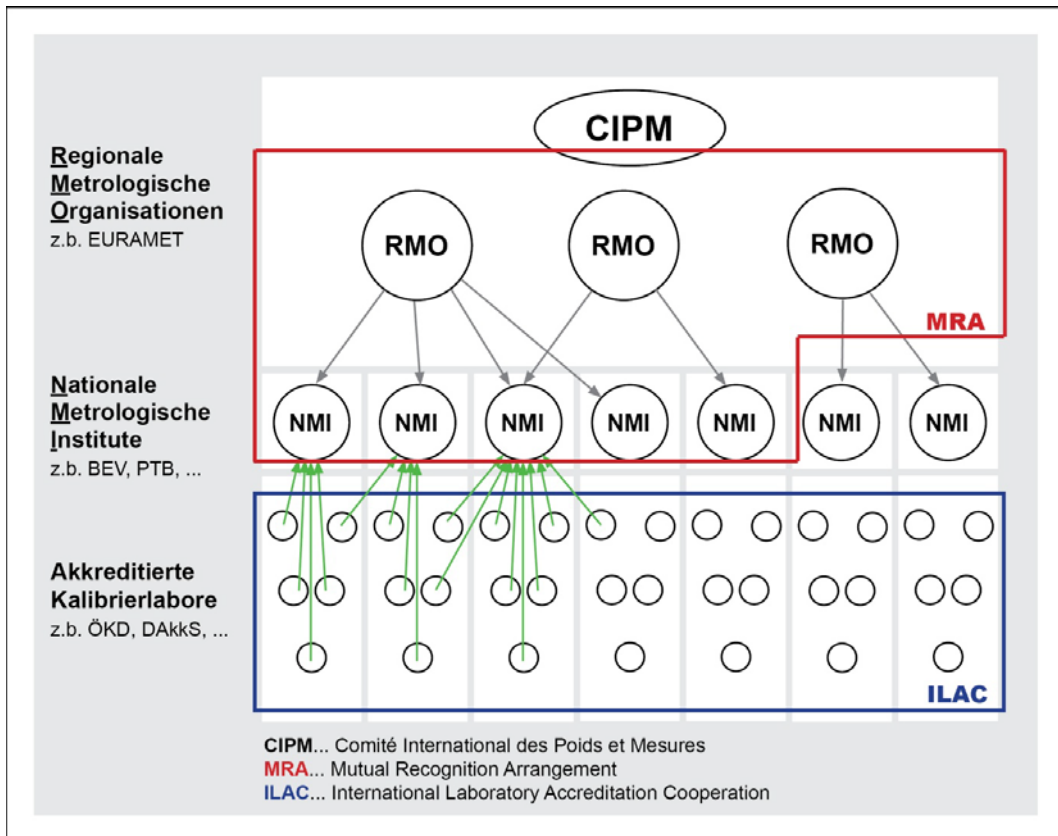 CIPM
Regionale
Metrologische
Organisationen
z.b. EURAMET
RMO RMO RMO
MRA
Nationale
Metrologische
Institute
z.b. BEV, PTB, ...
NMI NMI NMI NMI NMI NMI NMI
Akkreditierte
Kalibrierlabore
z.b. ÖKD, DAkkS, ...
ILAC
CIPM... Comité International des Poids et Mesures
MRA... Mutual Recognition Arrangement
ILAC... International Laboratory Accreditation Cooperation